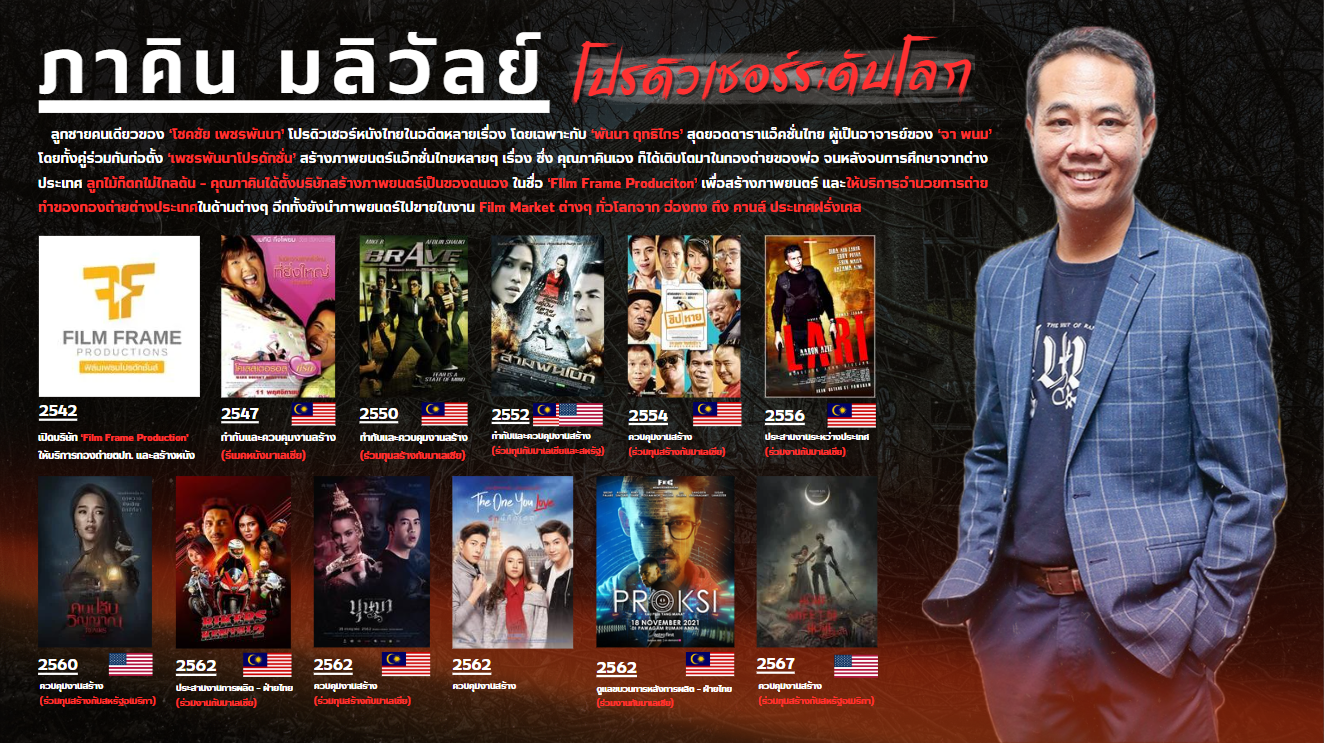 ภาคิน มลิวัลย์ โปรดิวเซอร์ระดับโลก
ลูกชายคนเดียวของ ‘โชคชัย เพชรพันนา’ โปรดิวเซอร์หนังไทยในอดีตหลายเรื่อง โดยเฉพาะกับ ‘พันนา ฤทธิไกร’ สุดยอดดาราแอ็คชั่นไทย ผู้เป็นอาจารย์ของ ‘จา พนม’
โดยทั้งคู่ร่วมกันก่อตั้ง ‘เพชรพันนาโปรดักชั่น’ สร้างภาพยนตร์แอ็กชั่นไทยหลายๆ เรื่อง ซึ่ง คุณภาคินเอง ก็ได้เติบโตมาในกองถ่ายของพ่อ จนหลังจบการศึกษาจากต่าง
ประเทศ ลูกไม้ก็ตกไม่ไกลต้น - คุณภาคินได้ตั้งบริษัทสร้างภาพยนตร์เป็นของตนเอง ในชื่อ ‘Film Frame Produciton’ เพื่อสร้างภาพยนตร์ และให้บริการอำนวยการถ่าย
ทำของกองถ่ายต่างประเทศในด้านต่างๆ อีกทั้งยังนำภาพยนตร์ไปขายในงาน Film Market ต่างๆ ทั่วโลกจาก ฮ่องกง ถึง คานส์ ประเทศฝรั่งเศส
FILM FRAME
PRODUCTIONS
ฟิล์มเฟรมโปรดักชั่นส์
BRAVE
FEAR IS A
STATE OF MIND
สามพันโบก
ชิปหาย
LARI
AARON AZIZ
11 พฤศจิกายน
THE BEST OF
2542
เปิดบริษัท ‘Film Frame Production’
ให้บริการกองถ่ายตปท. และสร้างหนัง
2547
กำกับและควบคุมงานสร้าง
(รีเมคหนังมาเลเซีย)
2550
กำกับและควบคุมงานสร้าง
(ร่วมทุนสร้างกับมาเลเซีย)
2552
กำกับและควบคุมงานสร้าง
(ร่วมทุนกับมาเลเซียและสหรัฐ)
2554
ควบคุมงานสร้าง
(ร่วมทุนสร้างกับมาเลเซีย)
2556
ประสานงานระหว่างประเทศ
(ร่วมงานกับมาเลเซีย)
บุษบา
The One You Love
PROKSI
18 NOVEMBER 2021
DI PAWAGAM RUMAH ANDA
2560
ควบคุมงานสร้าง
(ร่วมทุนสร้างกับสหรัฐอเมริกา)
2562
ประสานงานการผลิต - ฝ่ายไทย
(ร่วมงานกับมาเลเซีย)
2562
ควบคุมงานสร้าง
(ร่วมทุนสร้างกับมาเลเซีย)
2562
ควบคุมงานสร้าง
2562
ดูแลขบวนการหลังการผลิต - ฝ่ายไทย
(ร่วมงานกับมาเลเซีย)
2567
ควบคุมงานสร้าง
(ร่วมทุนสร้างกับสหรัฐอเมริกา)